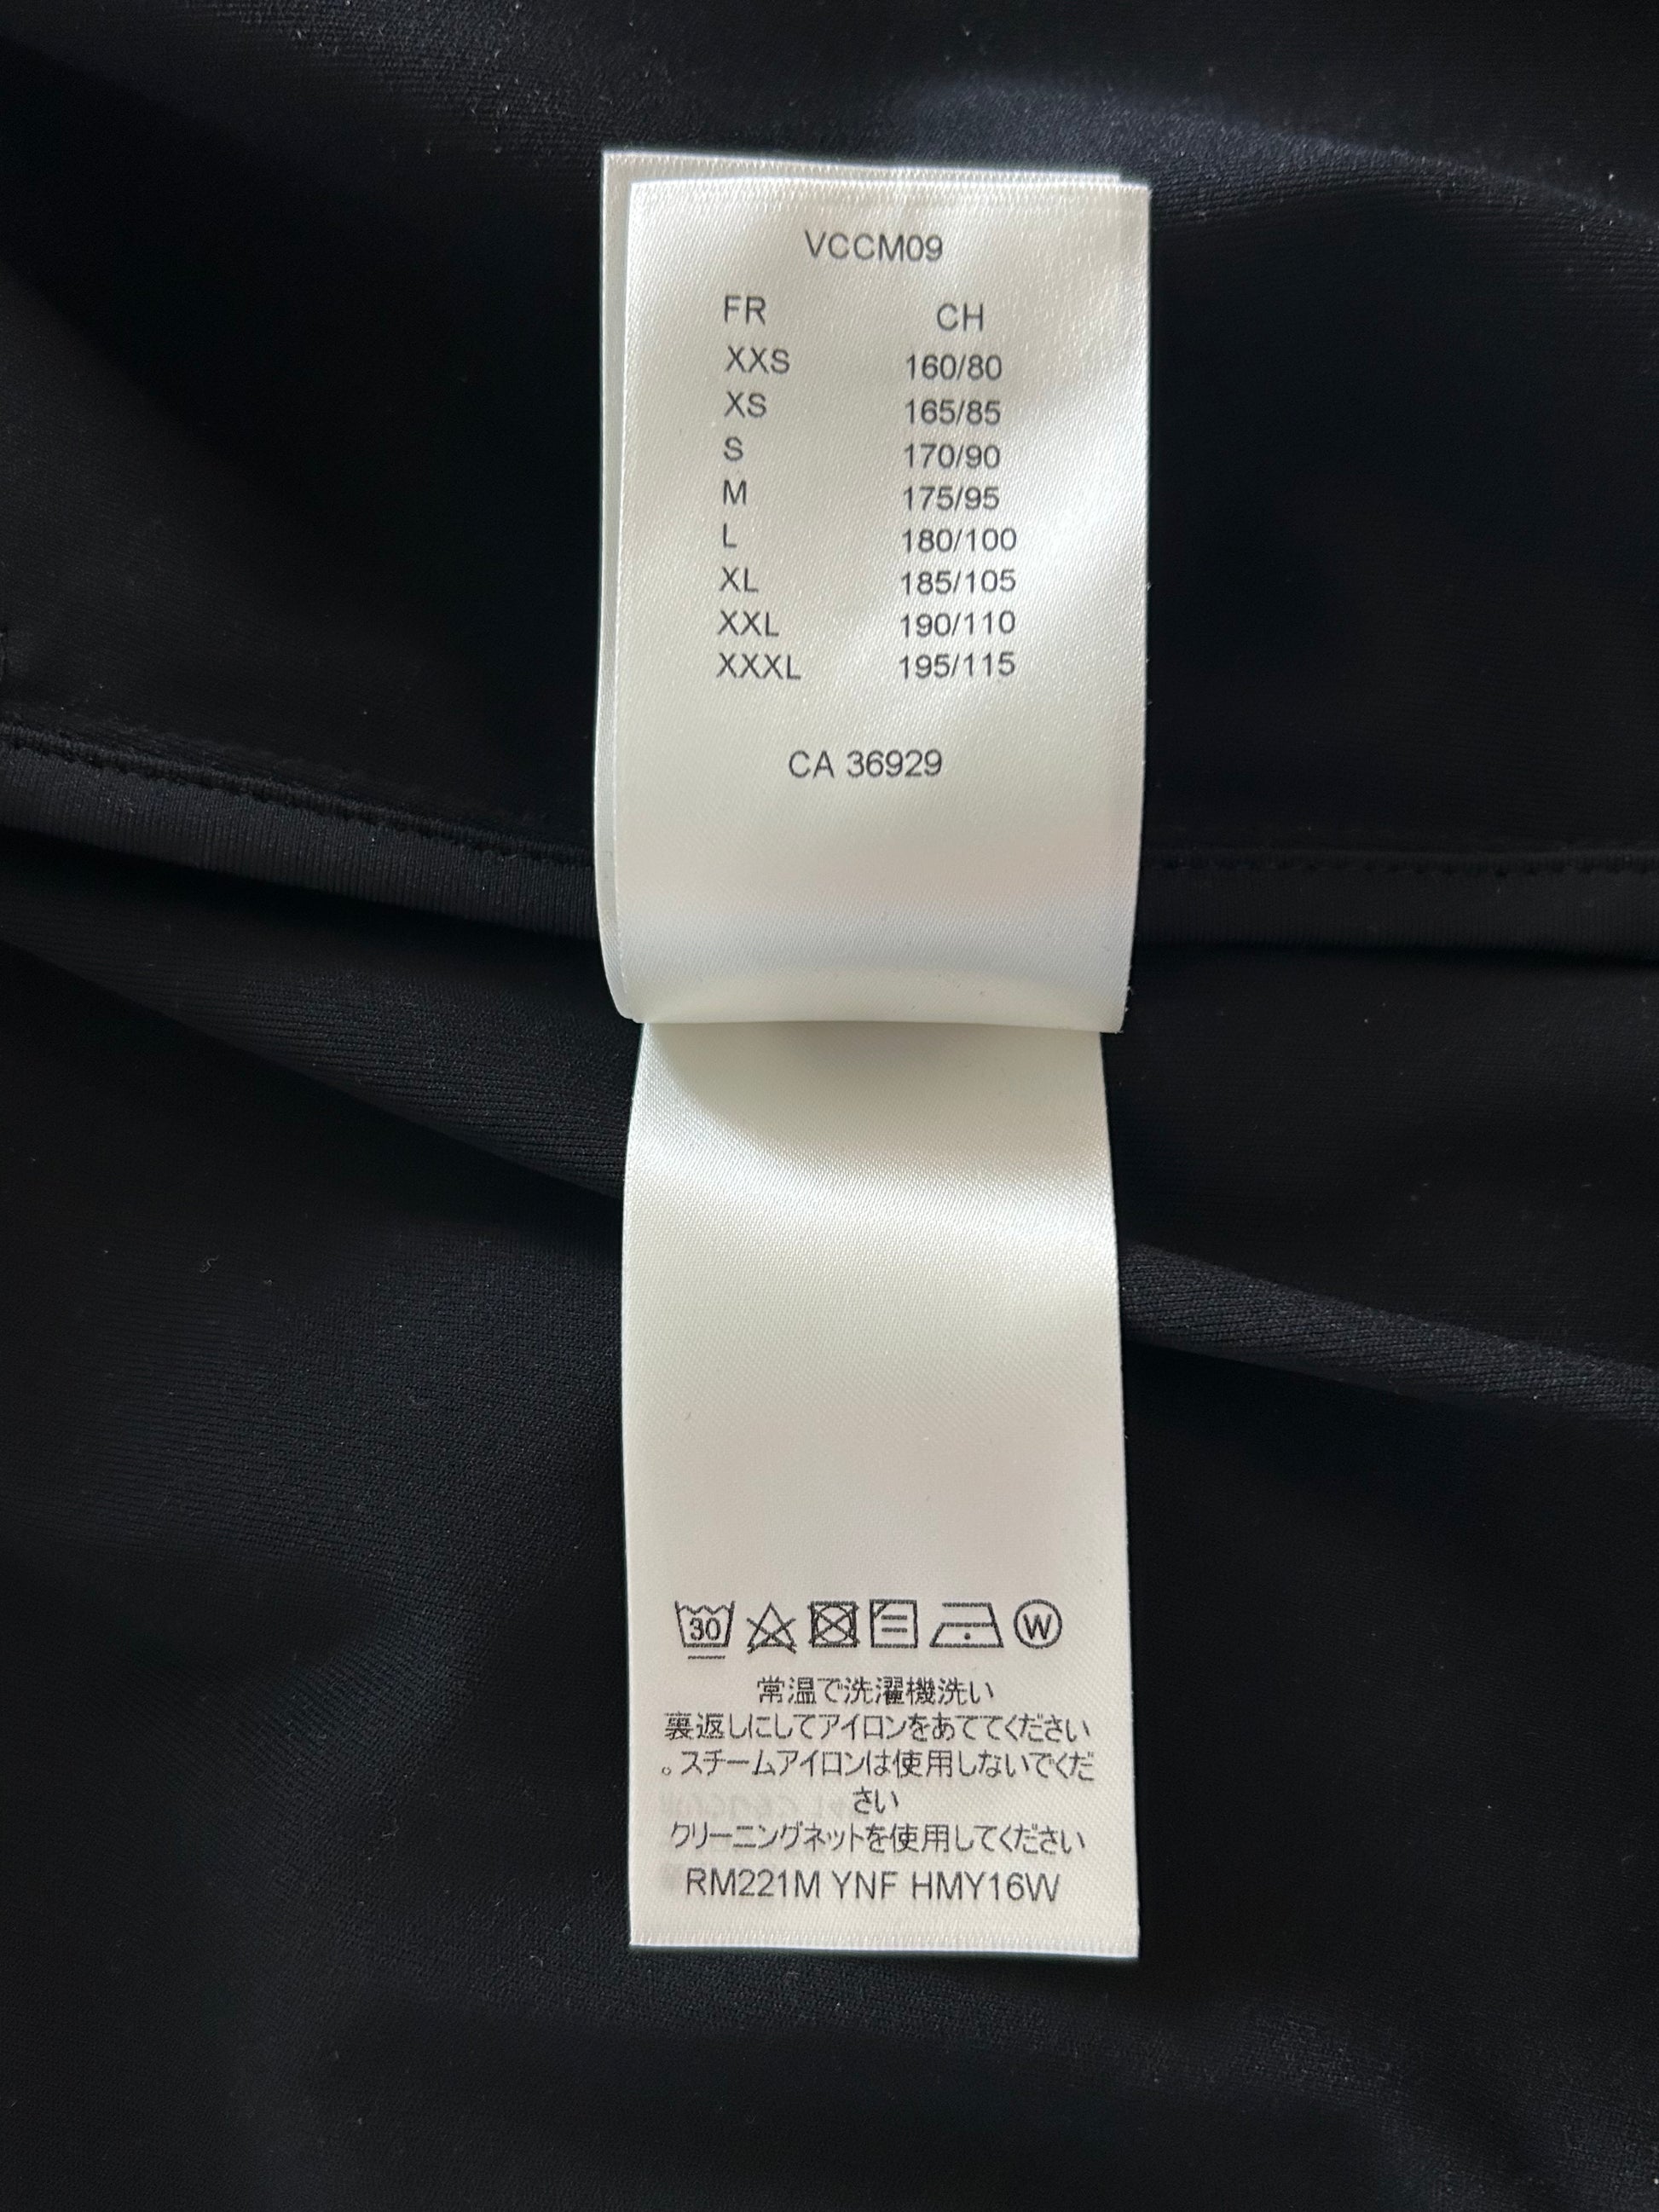 VCCM09
FR CH
XXS 160/80
XS 165/85
S 170/90
M 175/95
L 180/100
XL 185/105
XXL 190/110
XXXL 195/115
CA 36929
30 W
常温で洗濯機洗い
裏返しにしてアイロンをあててください
。スチームアイロンは使用しないでくだ
さい
クリーニングネットを使用してください
RM221M YNF HMY16W